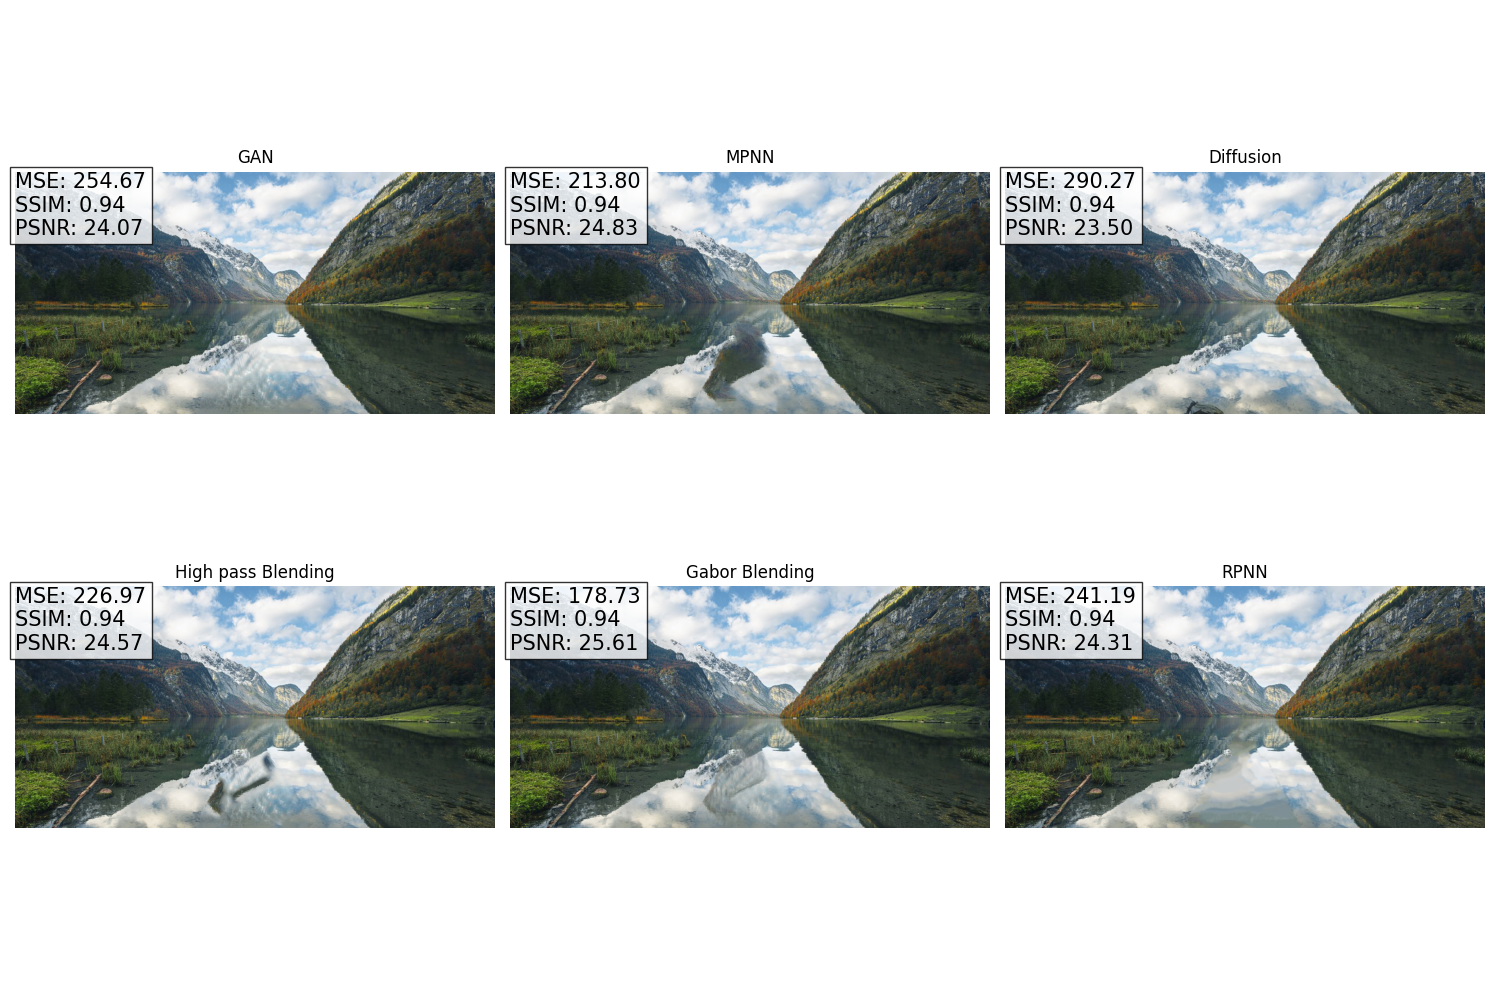 GAN
MSE: 254.67
SSIM: 0.94
PSNR: 24.07
MPNN
MSE: 213.80
SSIM: 0.94
PSNR: 24.83
Diffusion
MSE: 290.27
SSIM: 0.94
PSNR: 23.50
High pass Blending
MSE: 226.97
SSIM: 0.94
PSNR: 24.57
Gabor Blending
MSE: 178.73
SSIM: 0.94
PSNR: 25.61
RPNN
MSE: 241.19
SSIM: 0.94
PSNR: 24.31